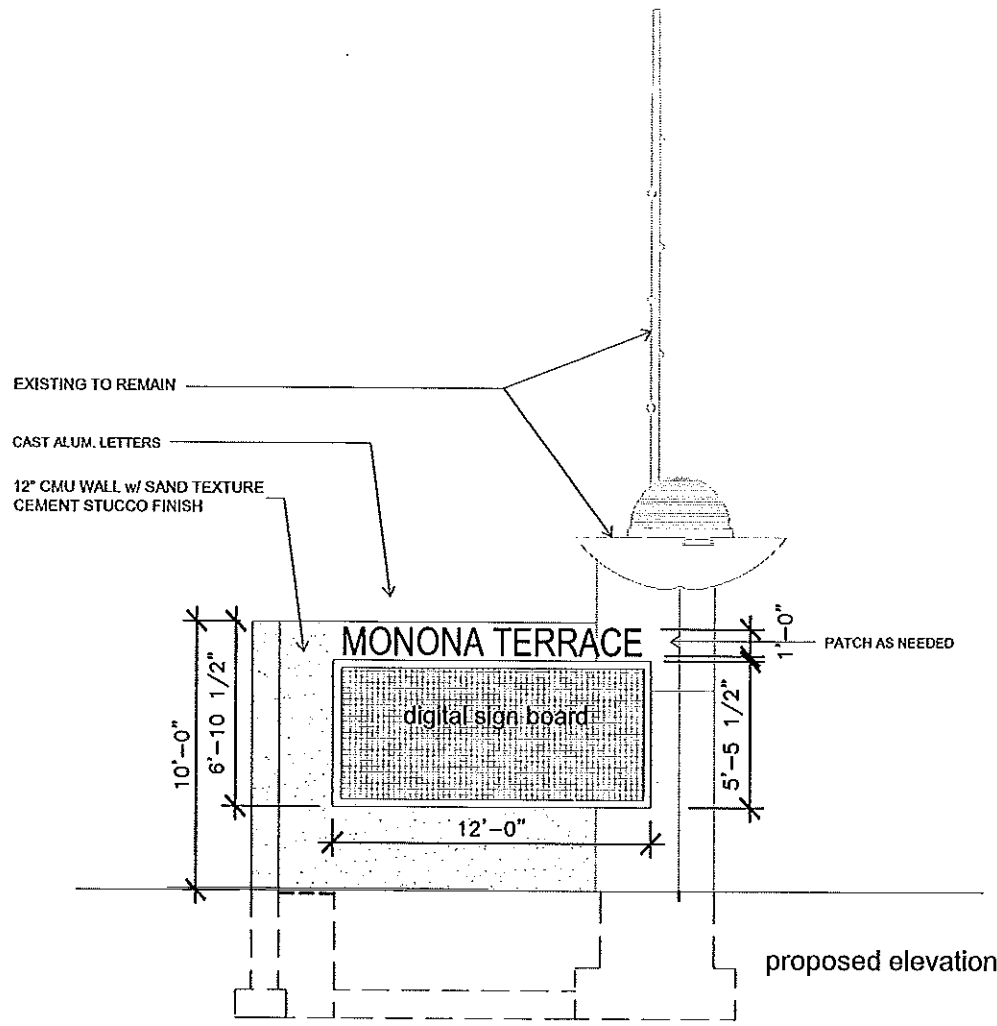 EXISTING TO REMAIN
CAST ALUM. LETTERS
12" CMU WALL w/ SAND TEXTURE
CEMENT STUCCO FINISH
MONONA TERRACE
1'-0"
PATCH AS NEEDED
digital sign board
10'-0"
6'-10 1/2"
5'-5 1/2"
12'-0"
proposed elevation